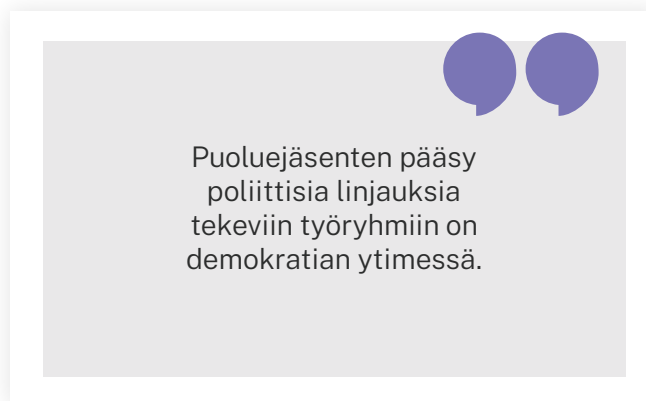 Puoluejäsenten pääsy
poliittisia linjauksia
tekeviin työryhmiin on
demokratian ytimessä.